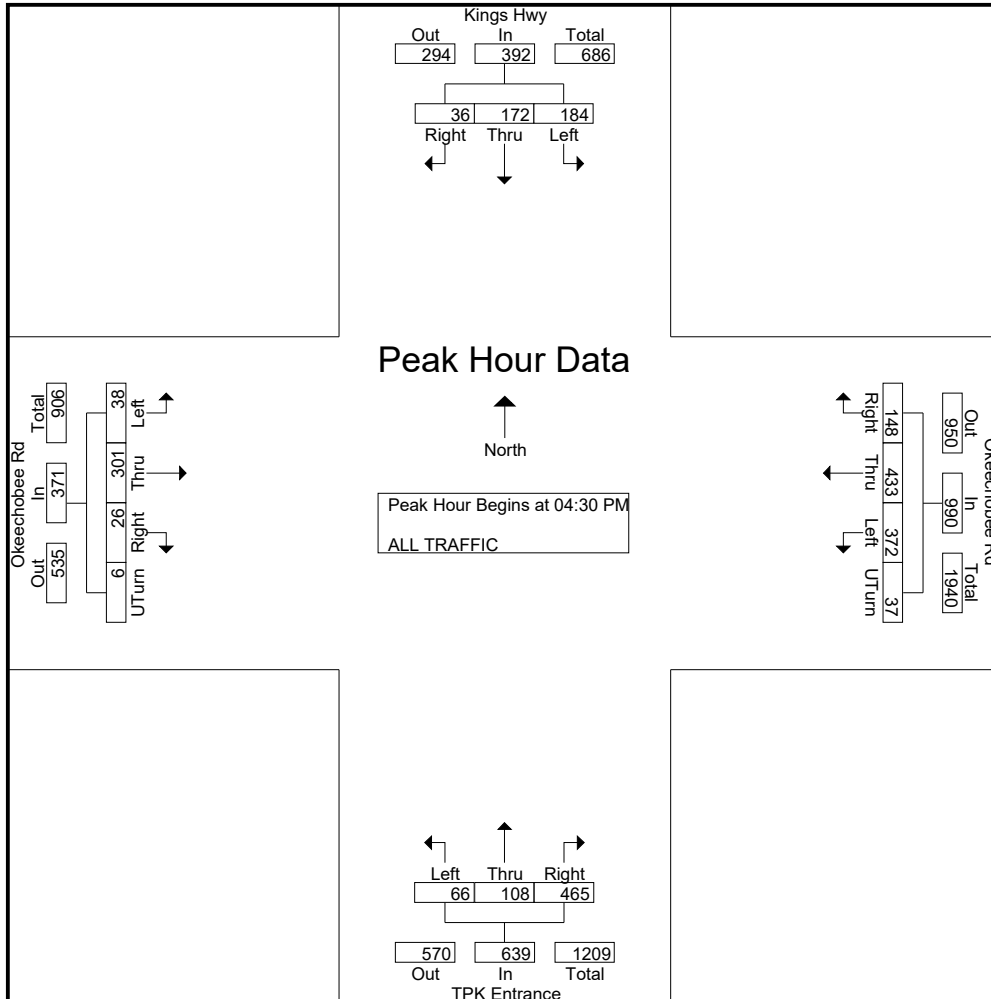 Kings Hwy
Out In Total
294 392 686
36 172 184
Right Thru Left
Peak Hour Data
North
Peak Hour Begins at 04:30 PM
ALL TRAFFIC
Okeechobee Rd
Total In Out
906 371 535
38 301 26 6
Left Thru Right UTurn
Okeechobee Rd
Out In Total
950 990 1940
148 433 372 37
Right Thru Left UTurn
Left Thru Right
66 108 465
570 639 1209
Out In Total
TPK Entrance